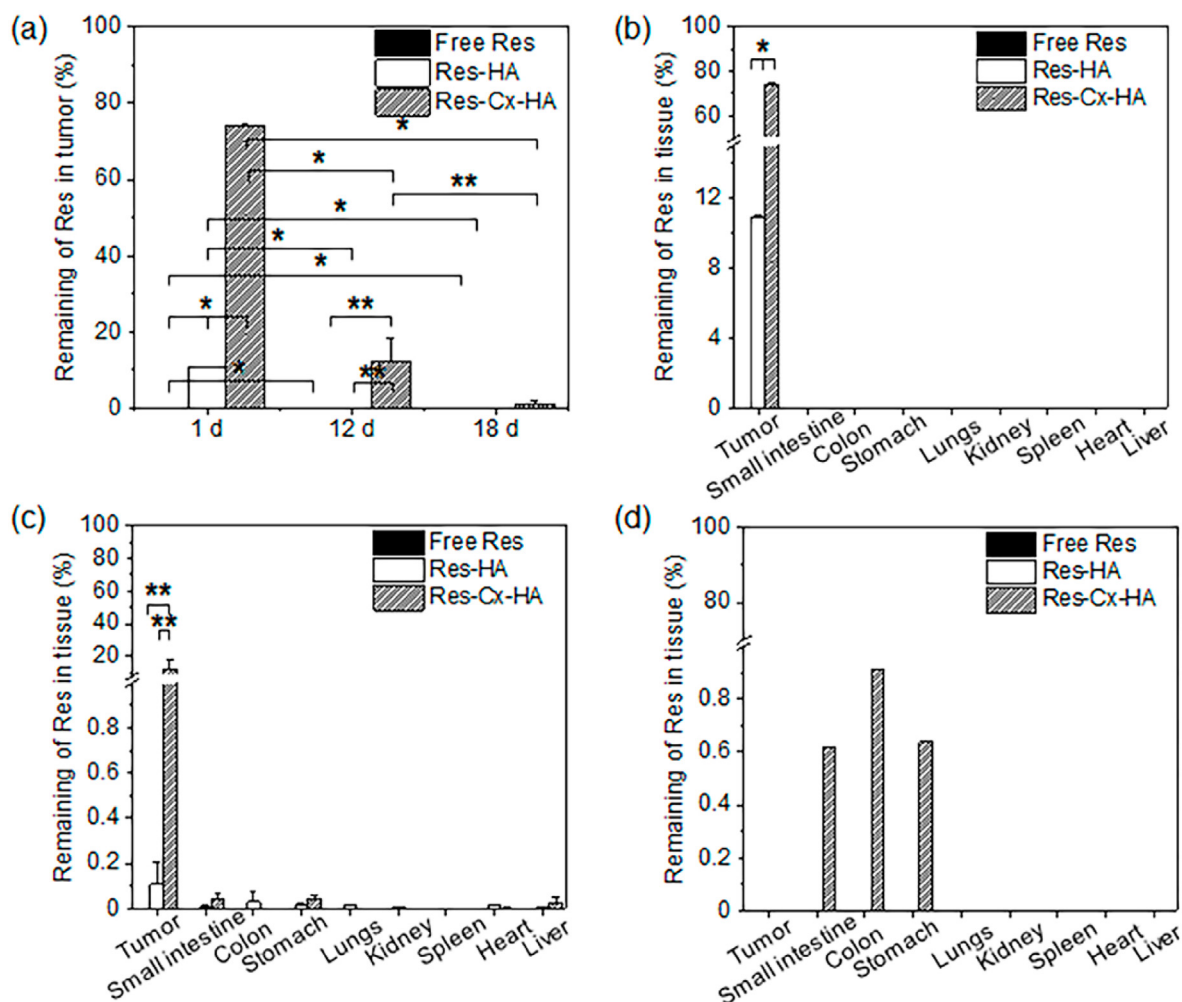 (a)
Remaining of Res in tumor (%)
100
80
60
40
20
0
Free Res
Res-HA
Res-Cx-HA
*
*
**
*
*
*
*
**
*
**
1 d
12 d
18 d
(b)
Remaining of Res in tissue (%)
100
80
60
12
8
4
0
Free Res
Res-HA
Res-Cx-HA
*
Tumor
Small intestine
Colon
Stomach
Lungs
Kidney
Spleen
Heart
Liver
(c)
Remaining of Res in tissue (%)
100
80
60
40
20
0.8
0.6
0.4
0.2
0
Free Res
Res-HA
Res-Cx-HA
**
**
Tumor
Small intestine
Colon
Stomach
Lungs
Kidney
Spleen
Heart
Liver
(d)
Remaining of Res in tissue (%)
100
80
0.8
0.6
0.4
0.2
0
Free Res
Res-HA
Res-Cx-HA
Tumor
Small intestine
Colon
Stomach
Lungs
Kidney
Spleen
Heart
Liver